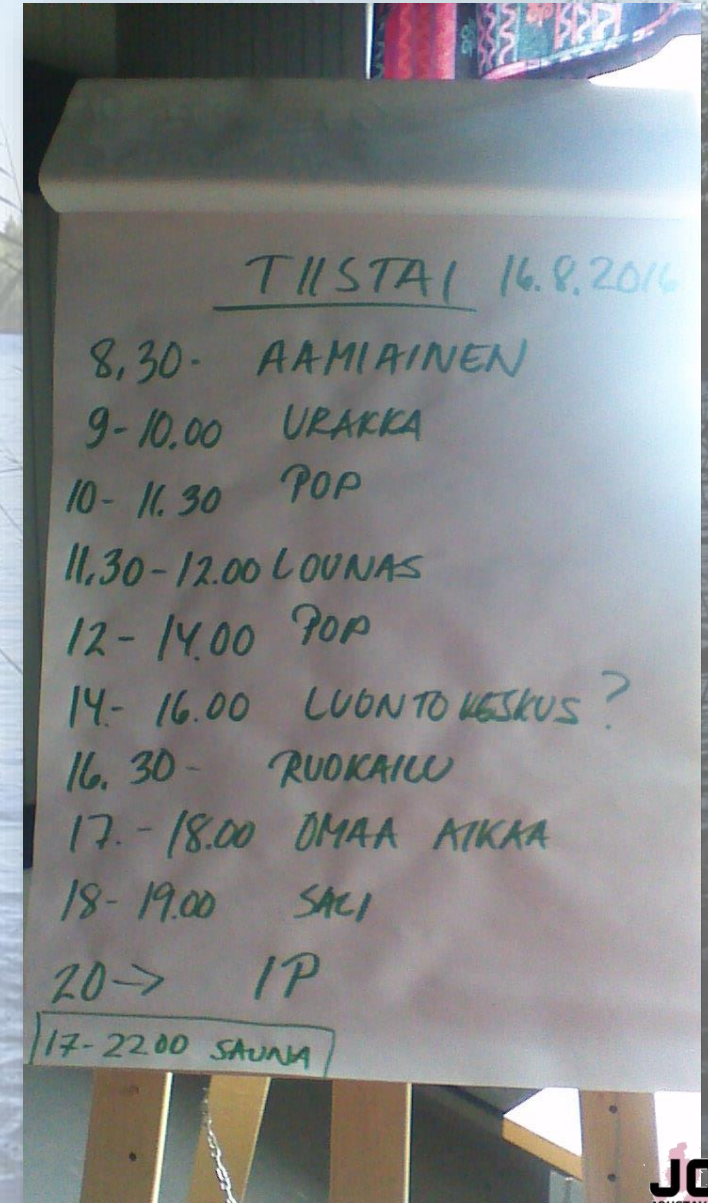 TIISTAI 16.8.2016
8,30- AAMIAINEN
9-10.00 URAKKA
10-11.30 POP
11.30-12.00 LOUNAS
12-14.00 POP
14.- 16.00 LUONTOKESKUS?
16.30- RUOKAILU
17.-18.00 OMAA AIKAA
18-19.00 SALI
20-> IP
17-22.00 SAUNA
JO